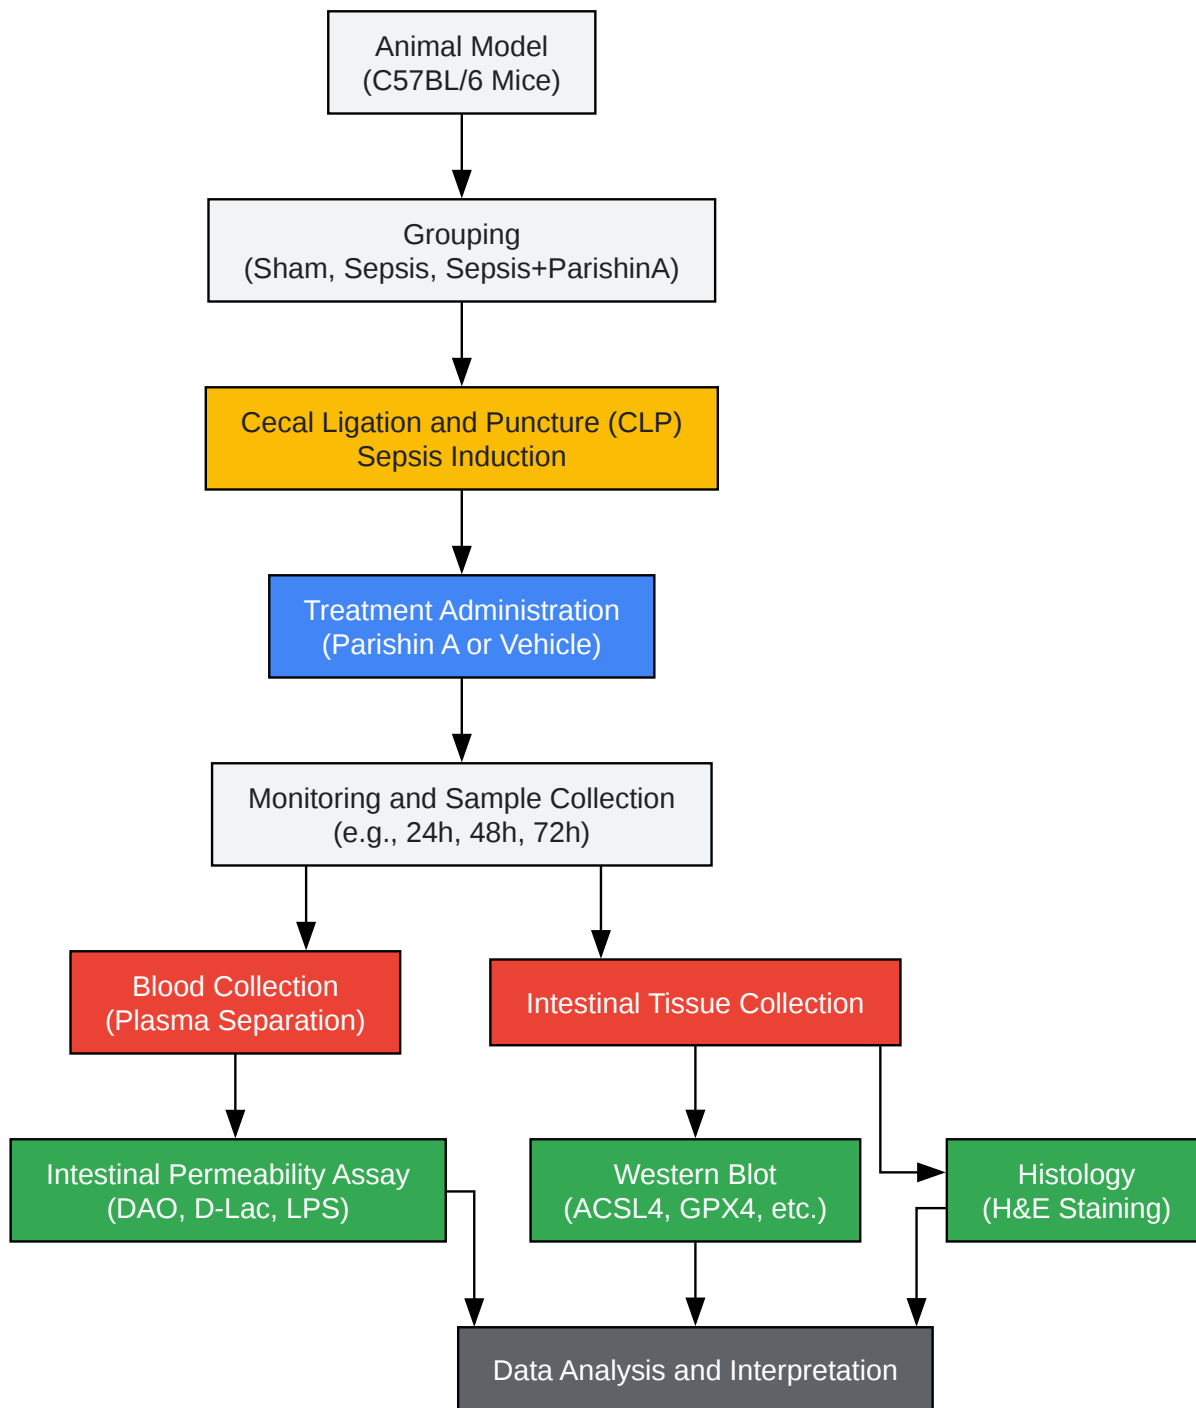 Animal Model
(C57BL/6 Mice)
Grouping
(Sham, Sepsis, Sepsis+ParishinA)
Cecal Ligation and Puncture (CLP)
Sepsis Induction
Treatment Administration
(Parishin A or Vehicle)
Monitoring and Sample Collection
(e.g., 24h, 48h, 72h)
Blood Collection
(Plasma Separation)
Intestinal Tissue Collection
Intestinal Permeability Assay
(DAO, D-Lac, LPS)
Western Blot
(ACSL4, GPX4, etc.)
Histology
(H&E Staining)
Data Analysis and Interpretation